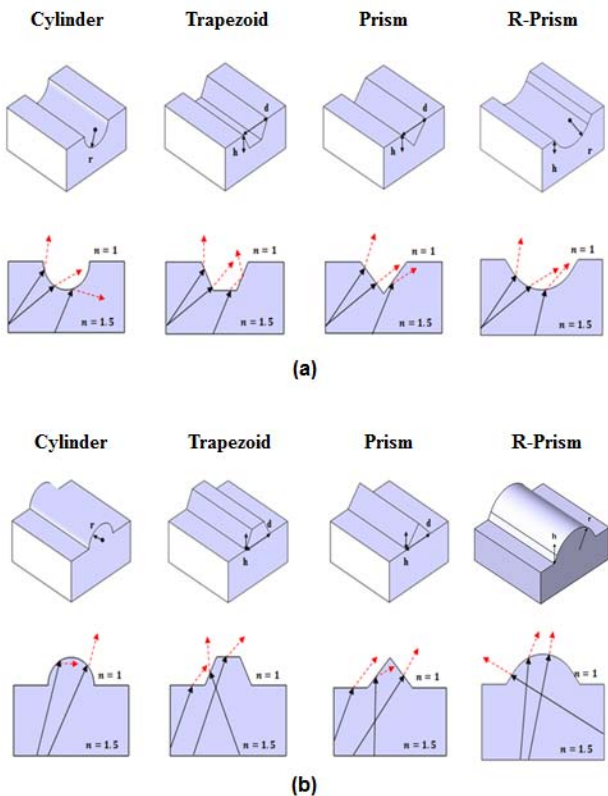 Cylinder Trapezoid Prism R-Prism
r
h d
h d
h r
n = 1 n = 1 n = 1 n = 1
n = 1.5 n = 1.5 n = 1.5 n = 1.5
(a)
Cylinder Trapezoid Prism R-Prism
r
h d
h d
h r
n = 1 n = 1 n = 1 n = 1
n = 1.5 n = 1.5 n = 1.5 n = 1.5
(b)